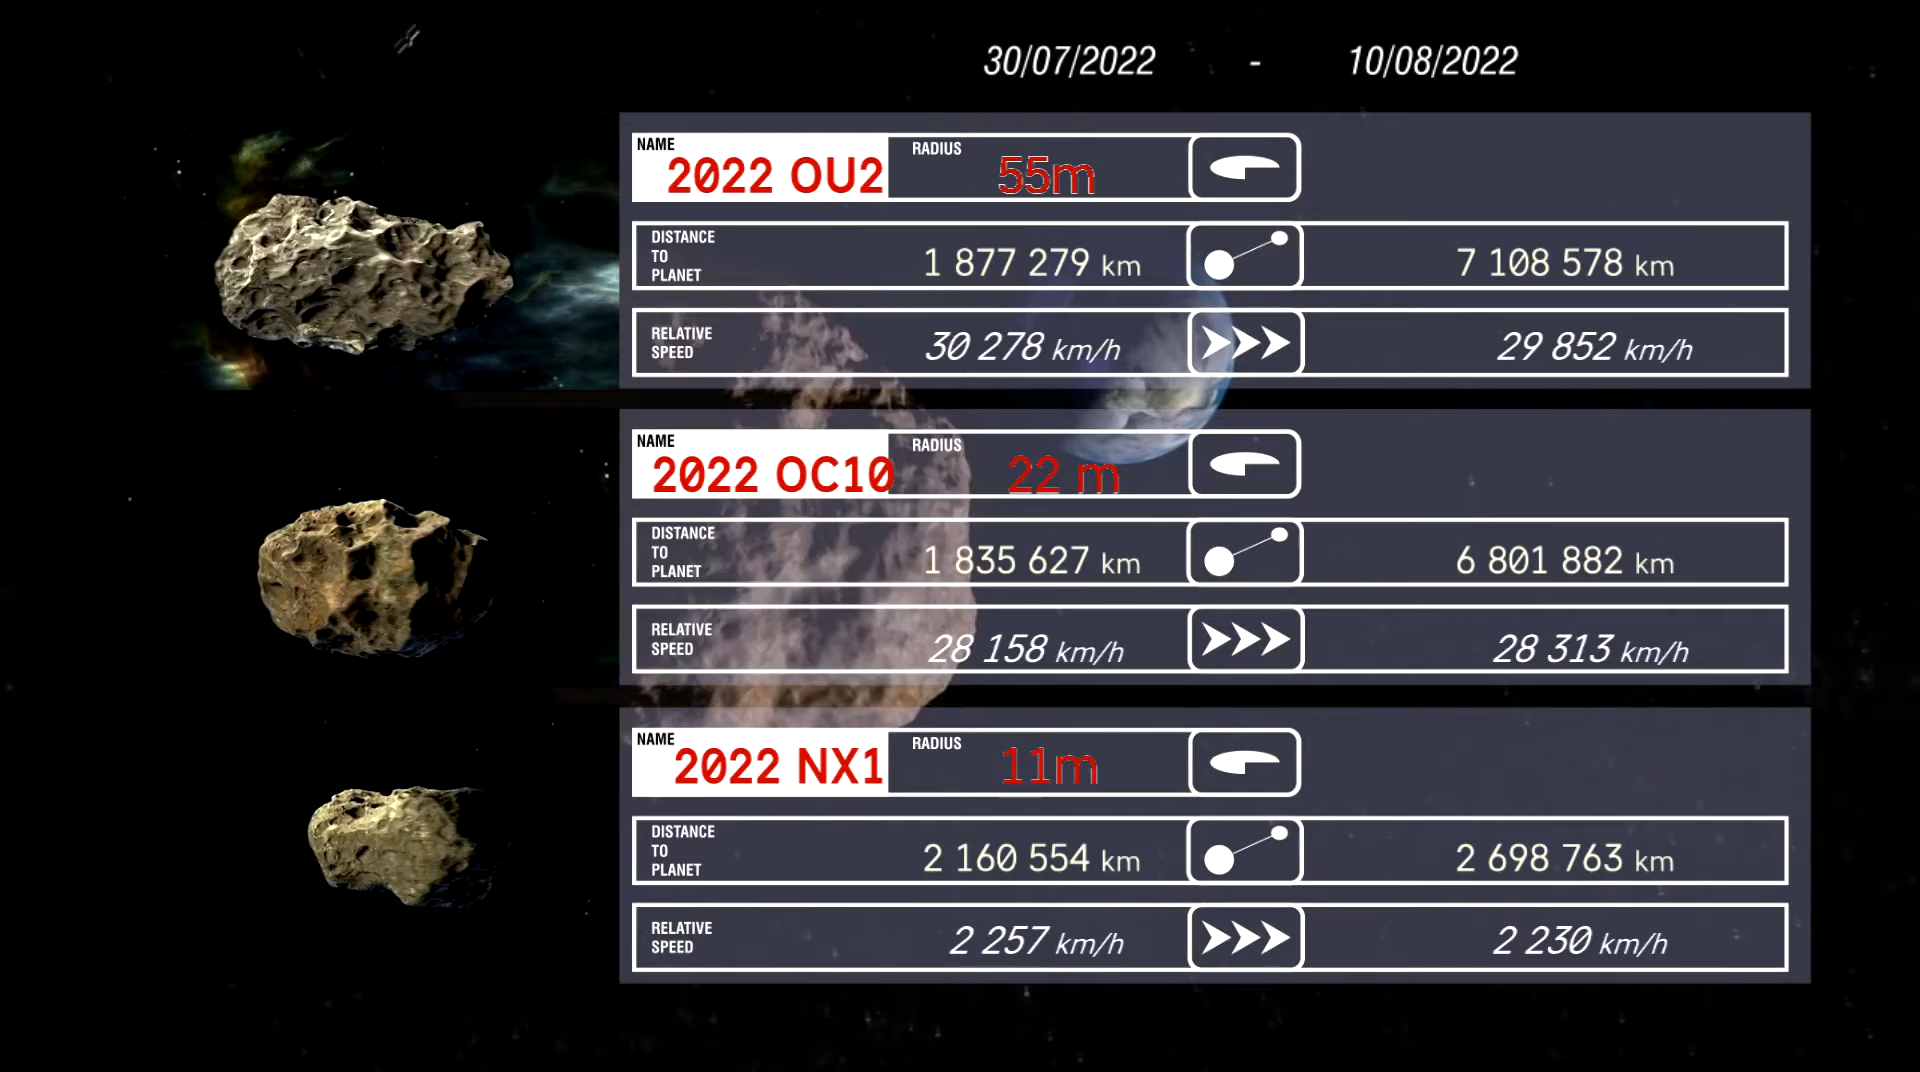 30/07/2022 - 10/08/2022
NAME
2022 OU2
RADIUS
55m
DISTANCE
TO
PLANET
1 877 279 km
7 108 578 km
RELATIVE
SPEED
30 278 km/h
29 852 km/h
NAME
2022 OC10
RADIUS
22 m
DISTANCE
TO
PLANET
1 835 627 km
6 801 882 km
RELATIVE
SPEED
28 158 km/h
28 313 km/h
NAME
2022 NX1
RADIUS
11m
DISTANCE
TO
PLANET
2 160 554 km
2 698 763 km
RELATIVE
SPEED
2 257 km/h
2 230 km/h